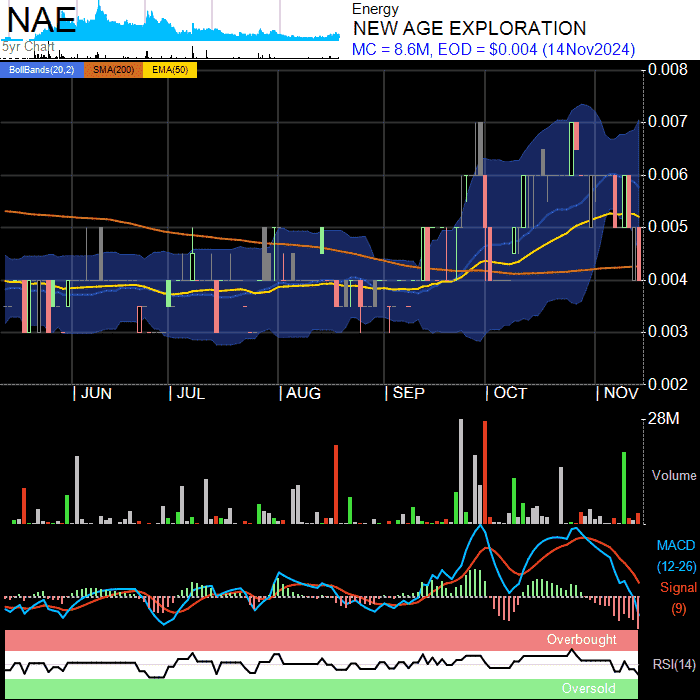 NAE
5yr Chart
Energy
NEW AGE EXPLORATION
MC = 8.6M, EOD = $0.004 (14Nov2024)
BollBands(20,2) SMA(200) EMA(50)
0.008
0.007
0.006
0.005
0.004
0.003
0.002
JUN JUL AUG SEP OCT NOV
28M
Volume
MACD
(12-26)
Signal
(9)
Overbought
RSI(14)
Oversold